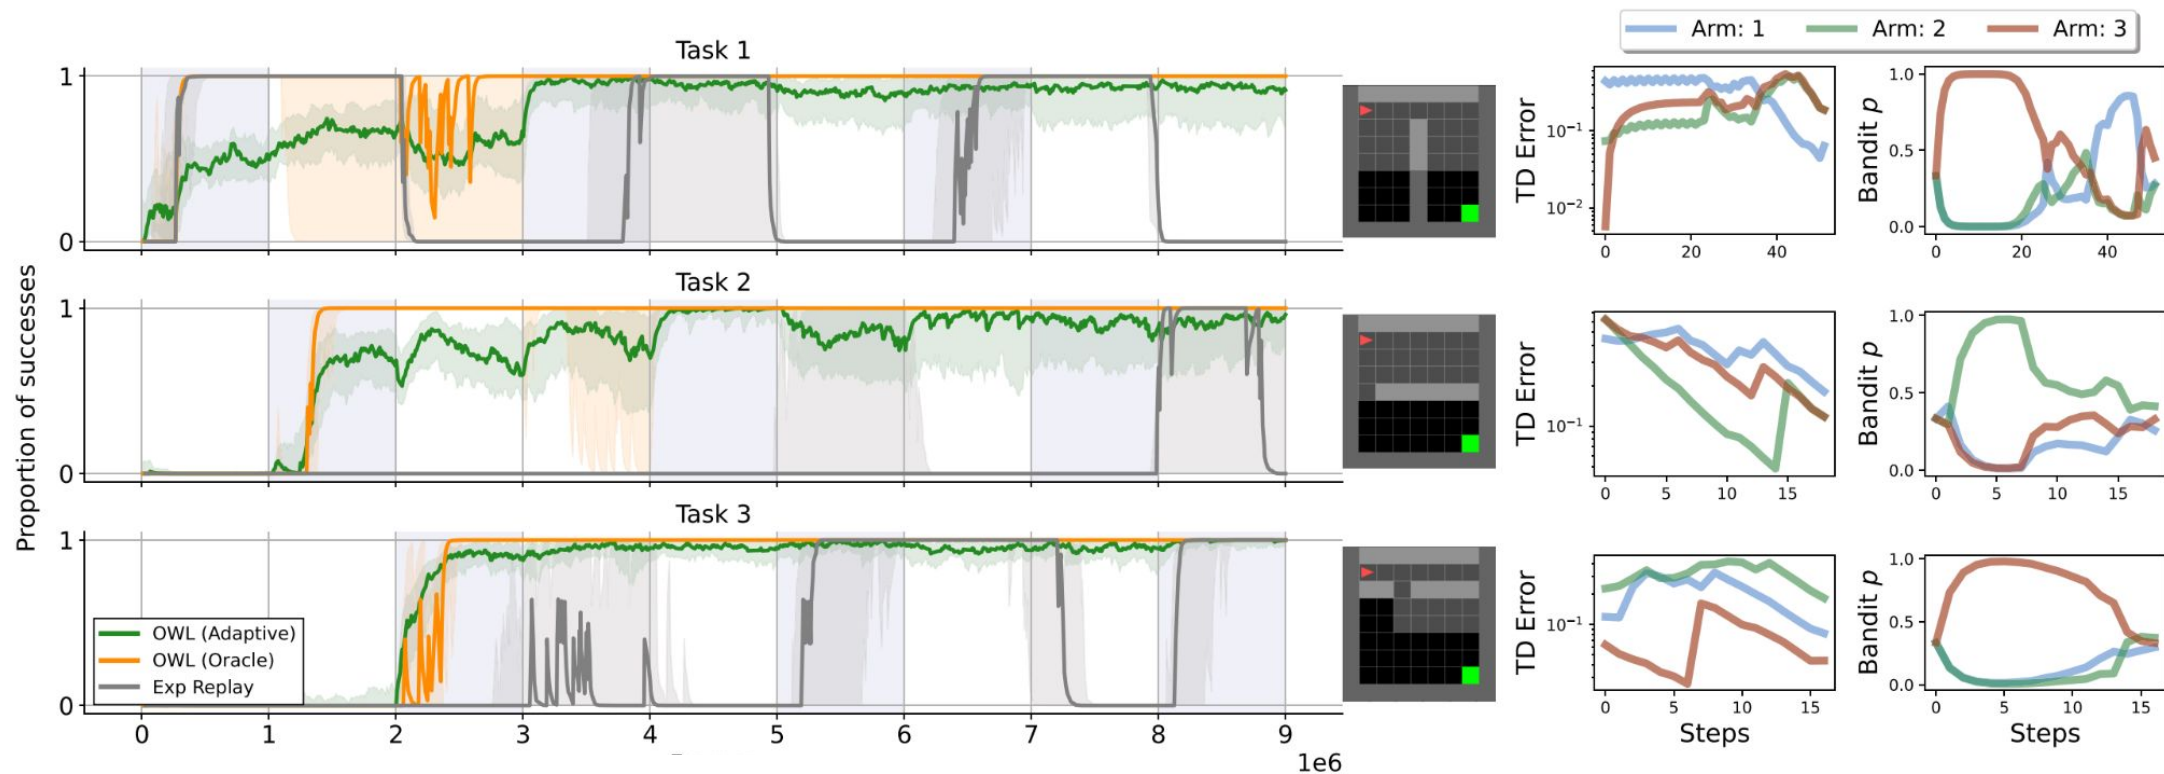 Task 1
1
0
Task 2
1
0
Task 3
1
0
Proportion of successes
OWL (Adaptive)
OWL (Oracle)
Exp Replay
0 1 2 3 4 5 6 7 8 9
1e6
Arm: 1 Arm: 2 Arm: 3
TD Error
10⁻¹
10⁻²
0 20 40
Bandit p
1.0
0.5
0.0
0 20 40
TD Error
10⁻¹
0 5 10 15
Bandit p
1.0
0.5
0.0
0 5 10 15
TD Error
10⁻¹
0 5 10 15
Steps
Bandit p
1.0
0.5
0.0
0 5 10 15
Steps